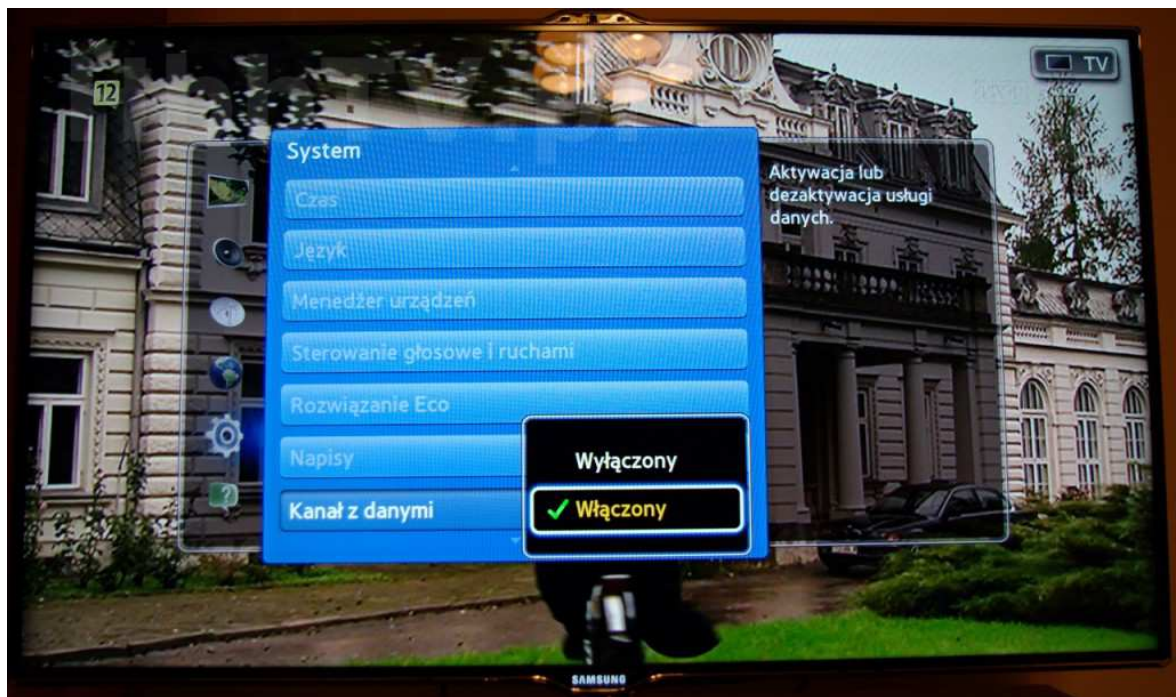 12
TV
System
Czas
Język
Menedżer urządzeń
Sterowanie głosowe i ruchami
Rozwiązanie Eco
Napisy
Kanał z danymi
Wyłączony
Włączony
Aktywacja lub
dezaktywacja usługi
danych.
SAMSUNG